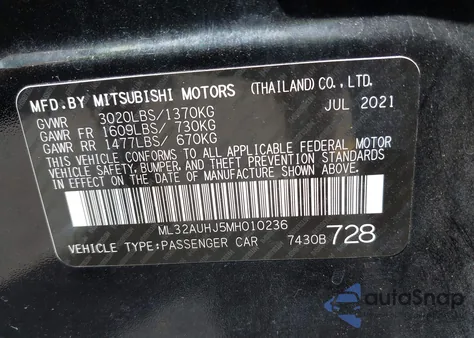 MFD.BY MITSUBISHI MOTORS (THAILAND) CO., LTD.
GVWR 3020LBS/1370KG JUL 2021
GAWR FR 1609LBS/ 730KG
GAWR RR 1477LBS/ 670KG
THIS VEHICLE CONFORMS TO ALL APPLICABLE FEDERAL MOTOR
VEHICLE SAFETY, BUMPER, AND THEFT PREVENTION STANDARDS
IN EFFECT ON THE DATE OF MANUFACTURE SHOWN ABOVE.
ML32AUHJ5MH010236
VEHICLE TYPE:PASSENGER CAR 7430B 728
autoSnap